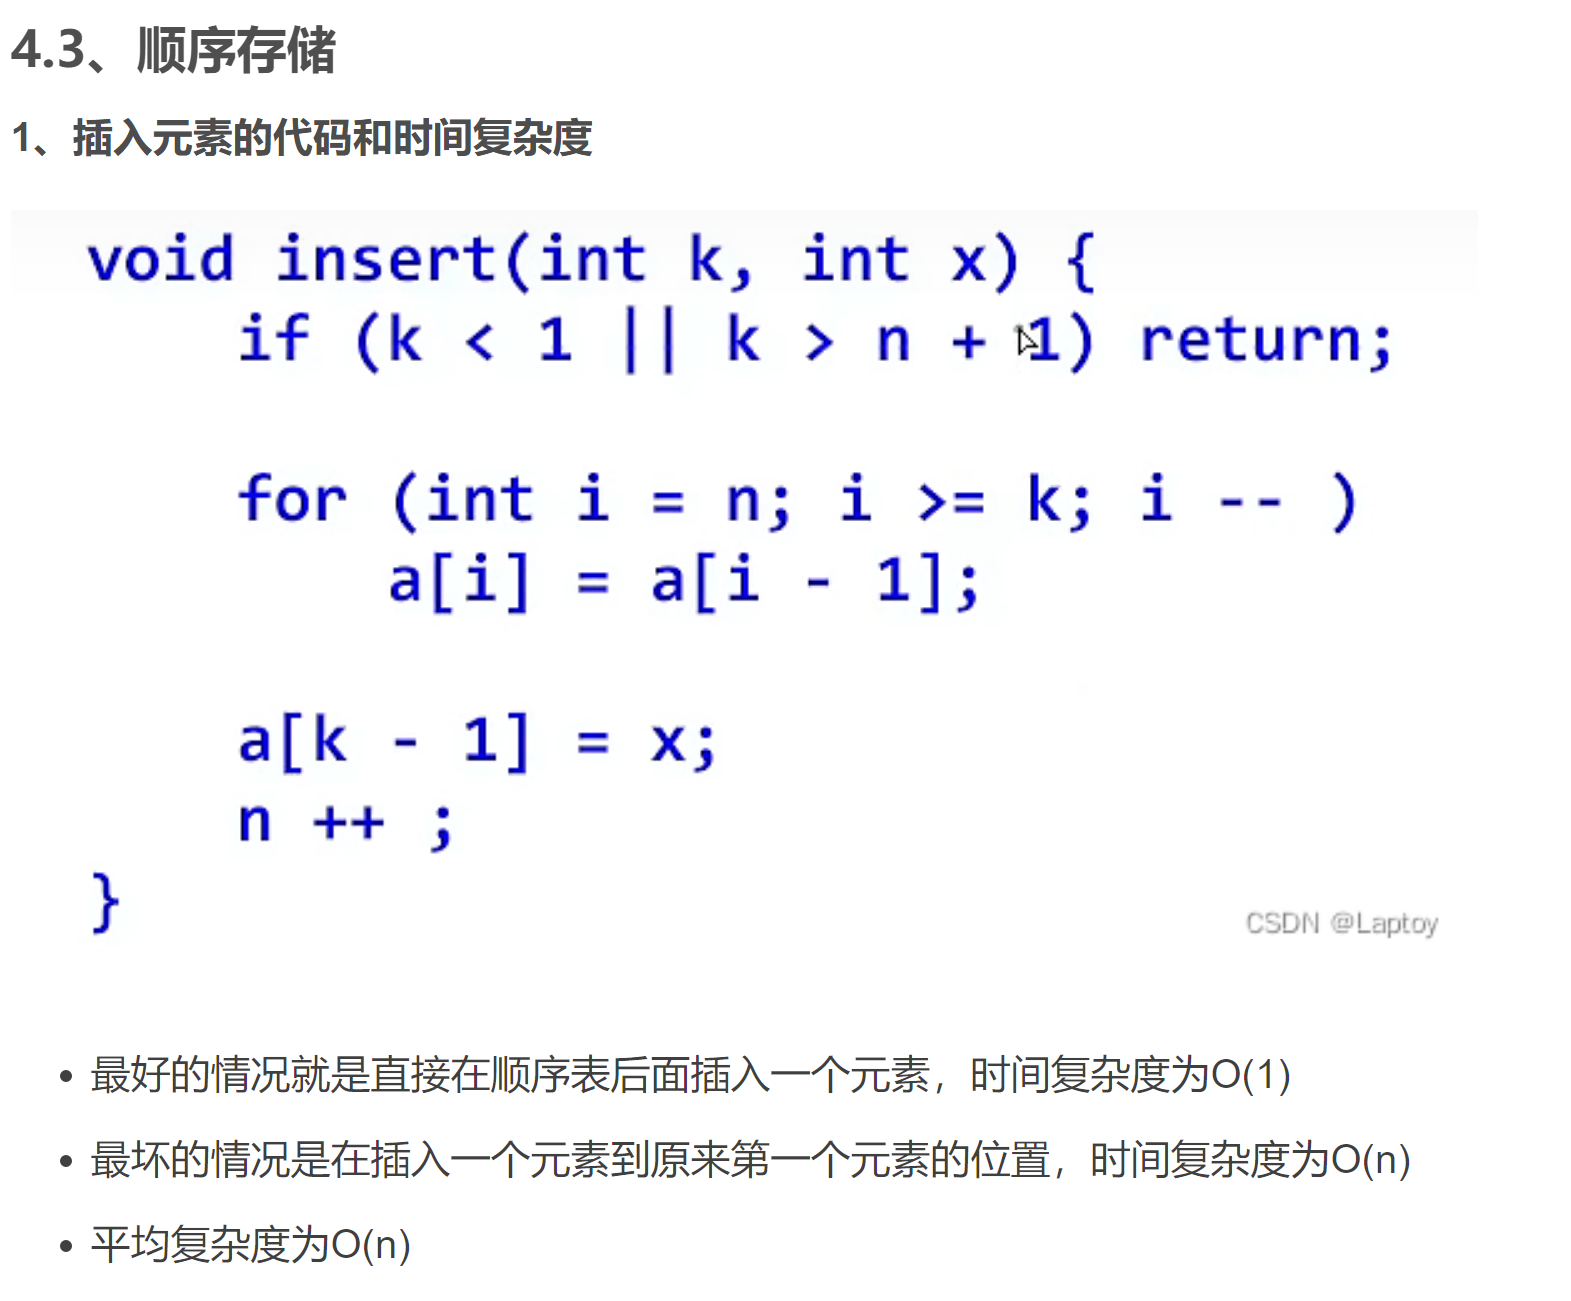 4.3、顺序存储
1、插入元素的代码和时间复杂度
void insert(int k, int x) {
    if (k < 1 || k > n + 1) return;
    for (int i = n; i >= k; i -- )
        a[i] = a[i - 1];
    a[k - 1] = x;
    n ++ ;
}
CSDN @Laptoy
• 最好的情况就是直接在顺序表后面插入一个元素，时间复杂度为O(1)
• 最坏的情况是在插入一个元素到原来第一个元素的位置，时间复杂度为O(n)
• 平均复杂度为O(n)